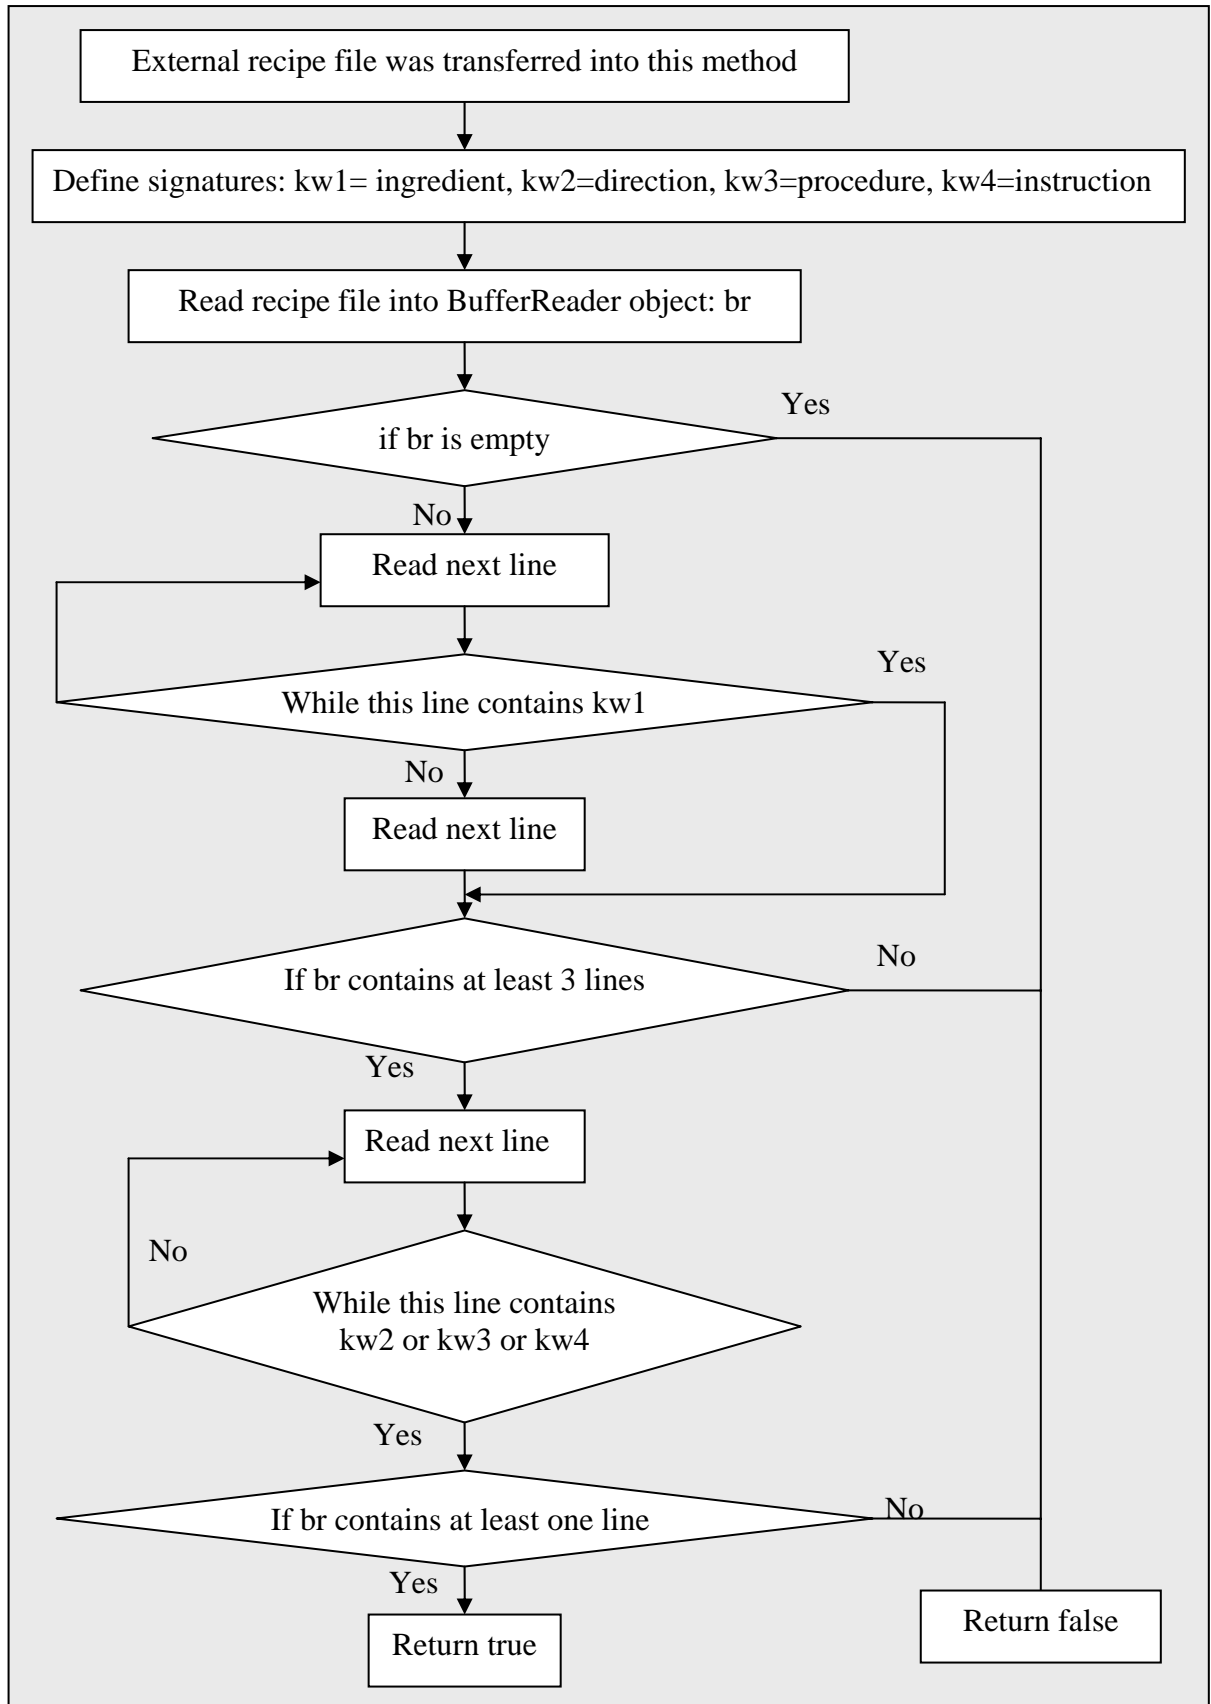 External recipe file was transferred into this method
Define signatures: kw1= ingredient, kw2=direction, kw3=procedure, kw4=instruction
Read recipe file into BufferReader object: br
Yes
if br is empty
No
Read next line
Yes
While this line contains kw1
No
Read next line
No
If br contains at least 3 lines
Yes
Read next line
No
While this line contains
kw2 or kw3 or kw4
Yes
No
If br contains at least one line
Yes
Return false
Return true